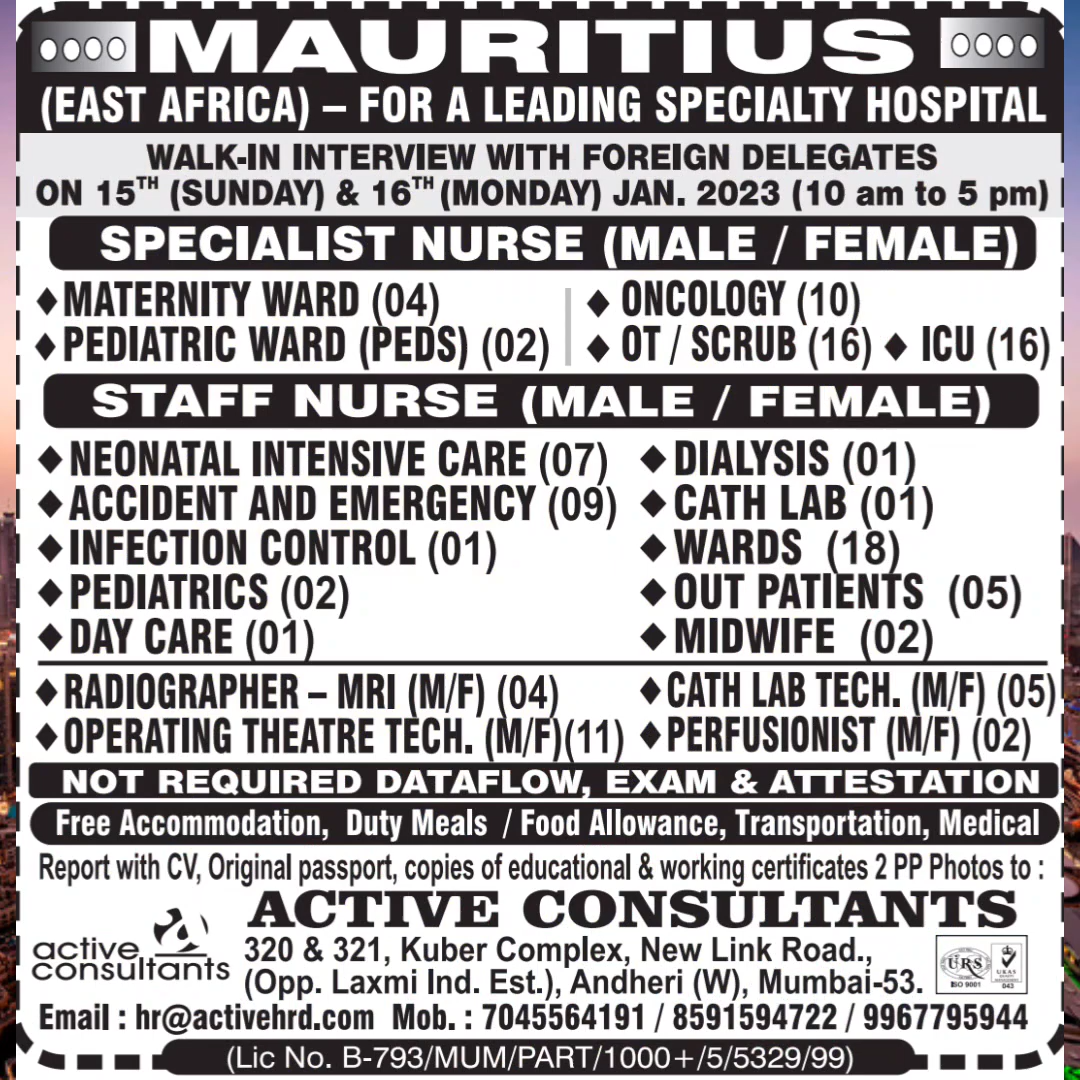 MAURITIUS
(EAST AFRICA) – FOR A LEADING SPECIALTY HOSPITAL
WALK-IN INTERVIEW WITH FOREIGN DELEGATES
ON 15TH (SUNDAY) & 16TH (MONDAY) JAN. 2023 (10 am to 5 pm)
SPECIALIST NURSE (MALE / FEMALE)
◆ MATERNITY WARD (04) ◆ ONCOLOGY (10)
◆ PEDIATRIC WARD (PEDS) (02) ◆ OT / SCRUB (16) ◆ ICU (16)
STAFF NURSE (MALE / FEMALE)
◆ NEONATAL INTENSIVE CARE (07) ◆ DIALYSIS (01)
◆ ACCIDENT AND EMERGENCY (09) ◆ CATH LAB (01)
◆ INFECTION CONTROL (01) ◆ WARDS (18)
◆ PEDIATRICS (02) ◆ OUT PATIENTS (05)
◆ DAY CARE (01) ◆ MIDWIFE (02)
◆ RADIOGRAPHER – MRI (M/F) (04) ◆ CATH LAB TECH. (M/F) (05)
◆ OPERATING THEATRE TECH. (M/F)(11) ◆ PERFUSIONIST (M/F) (02)
NOT REQUIRED DATAFLOW, EXAM & ATTESTATION
Free Accommodation, Duty Meals / Food Allowance, Transportation, Medical
Report with CV, Original passport, copies of educational & working certificates 2 PP Photos to :
ACTIVE CONSULTANTS
active
consultants
320 & 321, Kuber Complex, New Link Road.,
(Opp. Laxmi Ind. Est.), Andheri (W), Mumbai-53.
URS
ISO 9001
UKAS
043
Email : hr@activehrd.com Mob. : 7045564191 / 8591594722 / 9967795944
(Lic No. B-793/MUM/PART/1000+/5/5329/99)